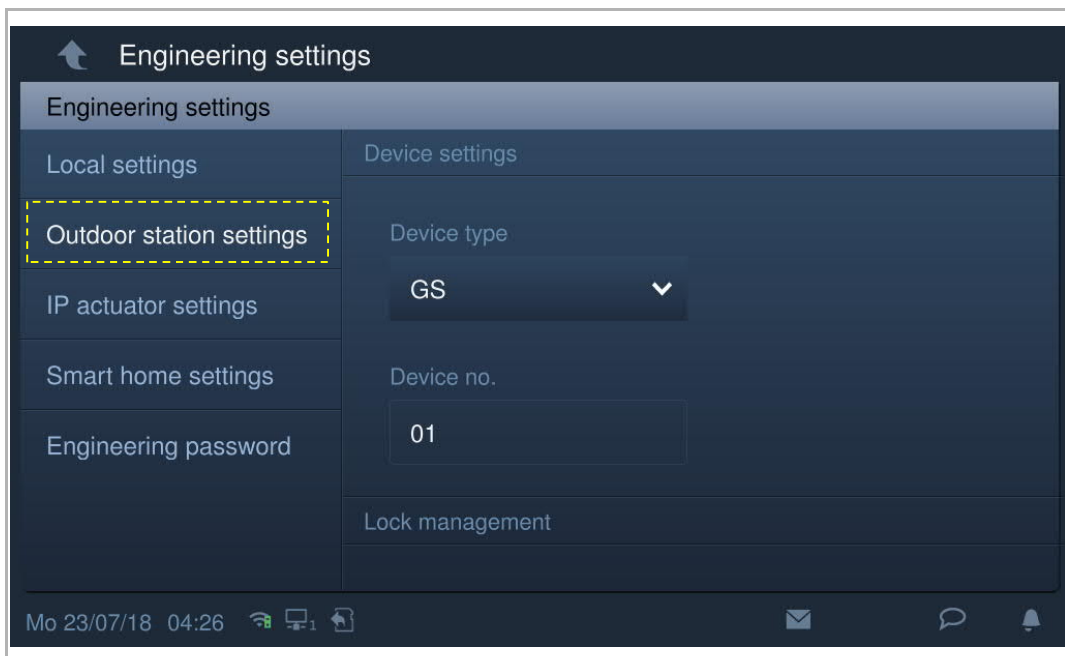 Engineering settings
Engineering settings
Local settings
Outdoor station settings
IP actuator settings
Smart home settings
Engineering password
Device settings
Device type
GS
Device no.
01
Lock management
Mo 23/07/18 04:26 1